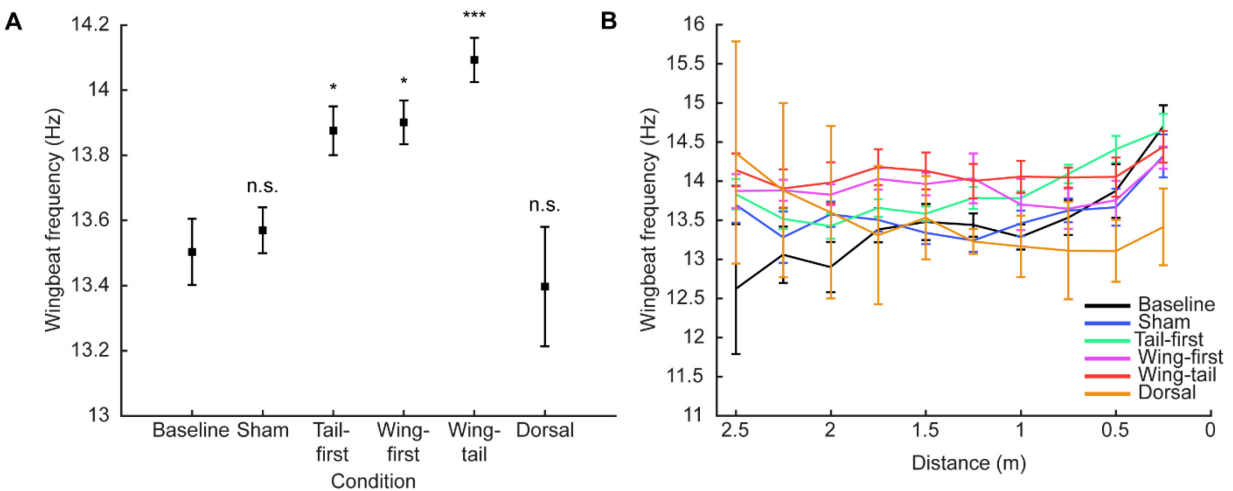 A
14.2
14
13.8
13.6
13.4
13.2
13
Wingbeat frequency (Hz)
n.s.
*
*
***
n.s.
Baseline Sham Tail- Wing- Wing- Dorsal
first first tail
Condition
B
16
15.5
15
14.5
14
13.5
13
12.5
12
11.5
11
Wingbeat frequency (Hz)
Baseline
Sham
Tail-first
Wing-first
Wing-tail
Dorsal
2.5 2 1.5 1 0.5 0
Distance (m)